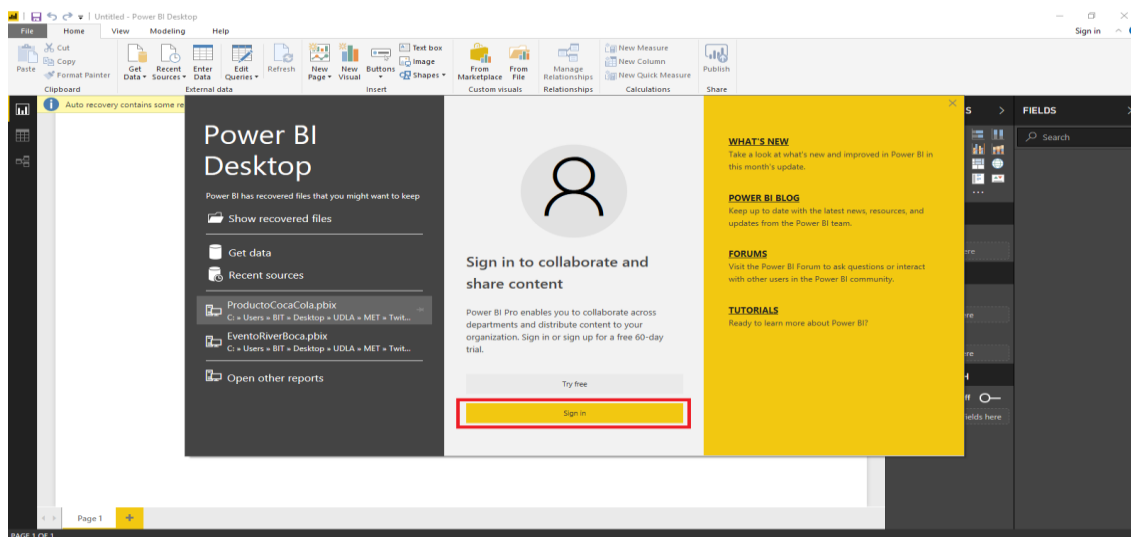 Untitled - Power BI Desktop
File Home View Modeling Help
Sign in
Paste
Cut
Copy
Format Painter
Get Data
Recent Sources
Enter Data
Edit Queries
Refresh
New Page
New Visual
Buttons
Text box
Image
Shapes
From Marketplace
From File
Manage Relationships
New Measure
New Column
New Quick Measure
Publish
Clipboard
External data
Insert
Custom visuals
Relationships
Calculations
Share
Auto recovery contains some re
S
FIELDS
Search
Power BI
Desktop
Power BI has recovered files that you might want to keep
Show recovered files
Get data
Recent sources
ProductoCocaCola.pbix
C: » Users » BIT » Desktop » UDLA » MET » Twit...
EventoRiverBoca.pbix
C: » Users » BIT » Desktop » UDLA » MET » Twit...
Open other reports
Sign in to collaborate and
share content
Power BI Pro enables you to collaborate across
departments and distribute content to your
organization. Sign in or sign up for a free 60-day
trial.
Try free
Sign in
WHAT'S NEW
Take a look at what's new and improved in Power BI in
this month's update.
POWER BI BLOG
Keep up to date with the latest news, resources, and
updates from the Power BI team.
FORUMS
Visit the Power BI Forum to ask questions or interact
with other users in the Power BI community.
TUTORIALS
Ready to learn more about Power BI?
ere
ere
ere
H
ff
ields here
Page 1
PAGE 1 OF 1